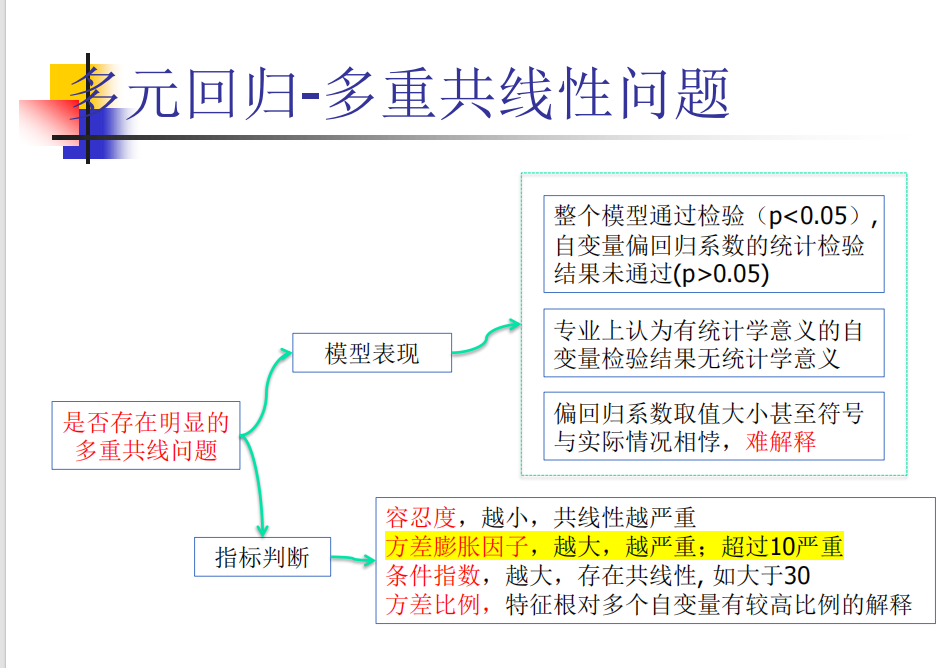 多元回归-多重共线性问题
整个模型通过检验（p<0.05）,
自变量偏回归系数的统计检验
结果未通过(p>0.05)
专业上认为有统计学意义的自
变量检验结果无统计学意义
模型表现
偏回归系数取值大小甚至符号
与实际情况相悖，难解释
是否存在明显的
多重共线问题
指标判断
容忍度，越小，共线性越严重
方差膨胀因子，越大，越严重；超过10严重
条件指数，越大，存在共线性, 如大于30
方差比例，特征根对多个自变量有较高比例的解释